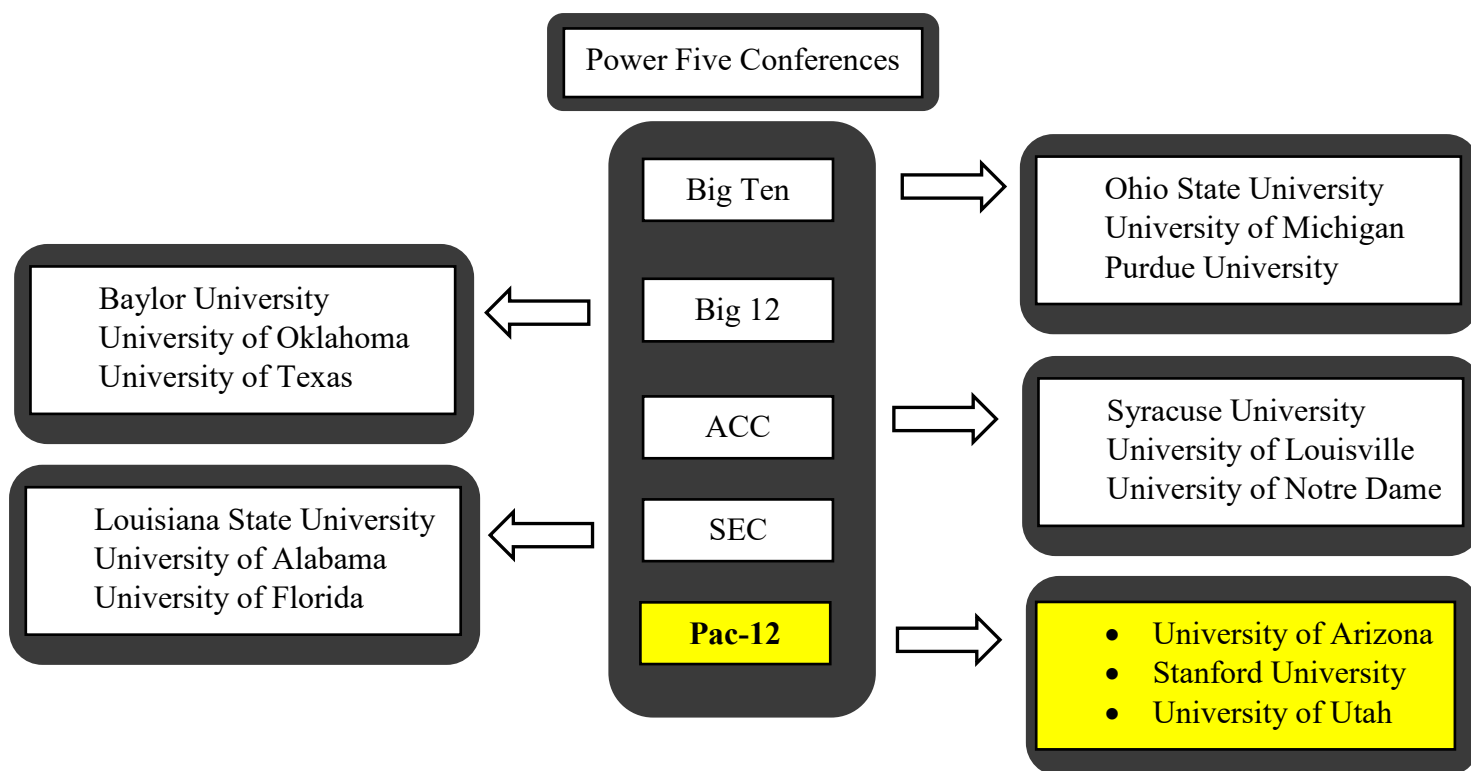 Power Five Conferences
Big Ten
Ohio State University
University of Michigan
Purdue University
Big 12
Baylor University
University of Oklahoma
University of Texas
ACC
Syracuse University
University of Louisville
University of Notre Dame
SEC
Louisiana State University
University of Alabama
University of Florida
Pac-12
• University of Arizona
• Stanford University
• University of Utah